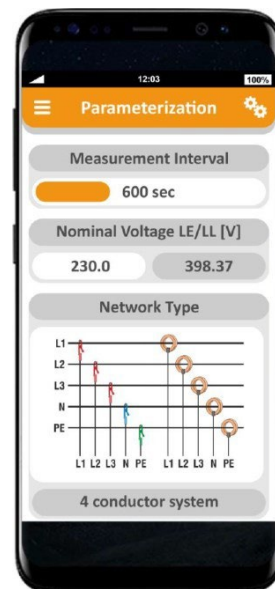 12:03
100%
Parameterization
Measurement Interval
600 sec
Nominal Voltage LE/LL [V]
230.0 398.37
Network Type
L1
L2
L3
N
PE
L1 L2 L3 N PE L1 L2 L3 N PE
4 conductor system